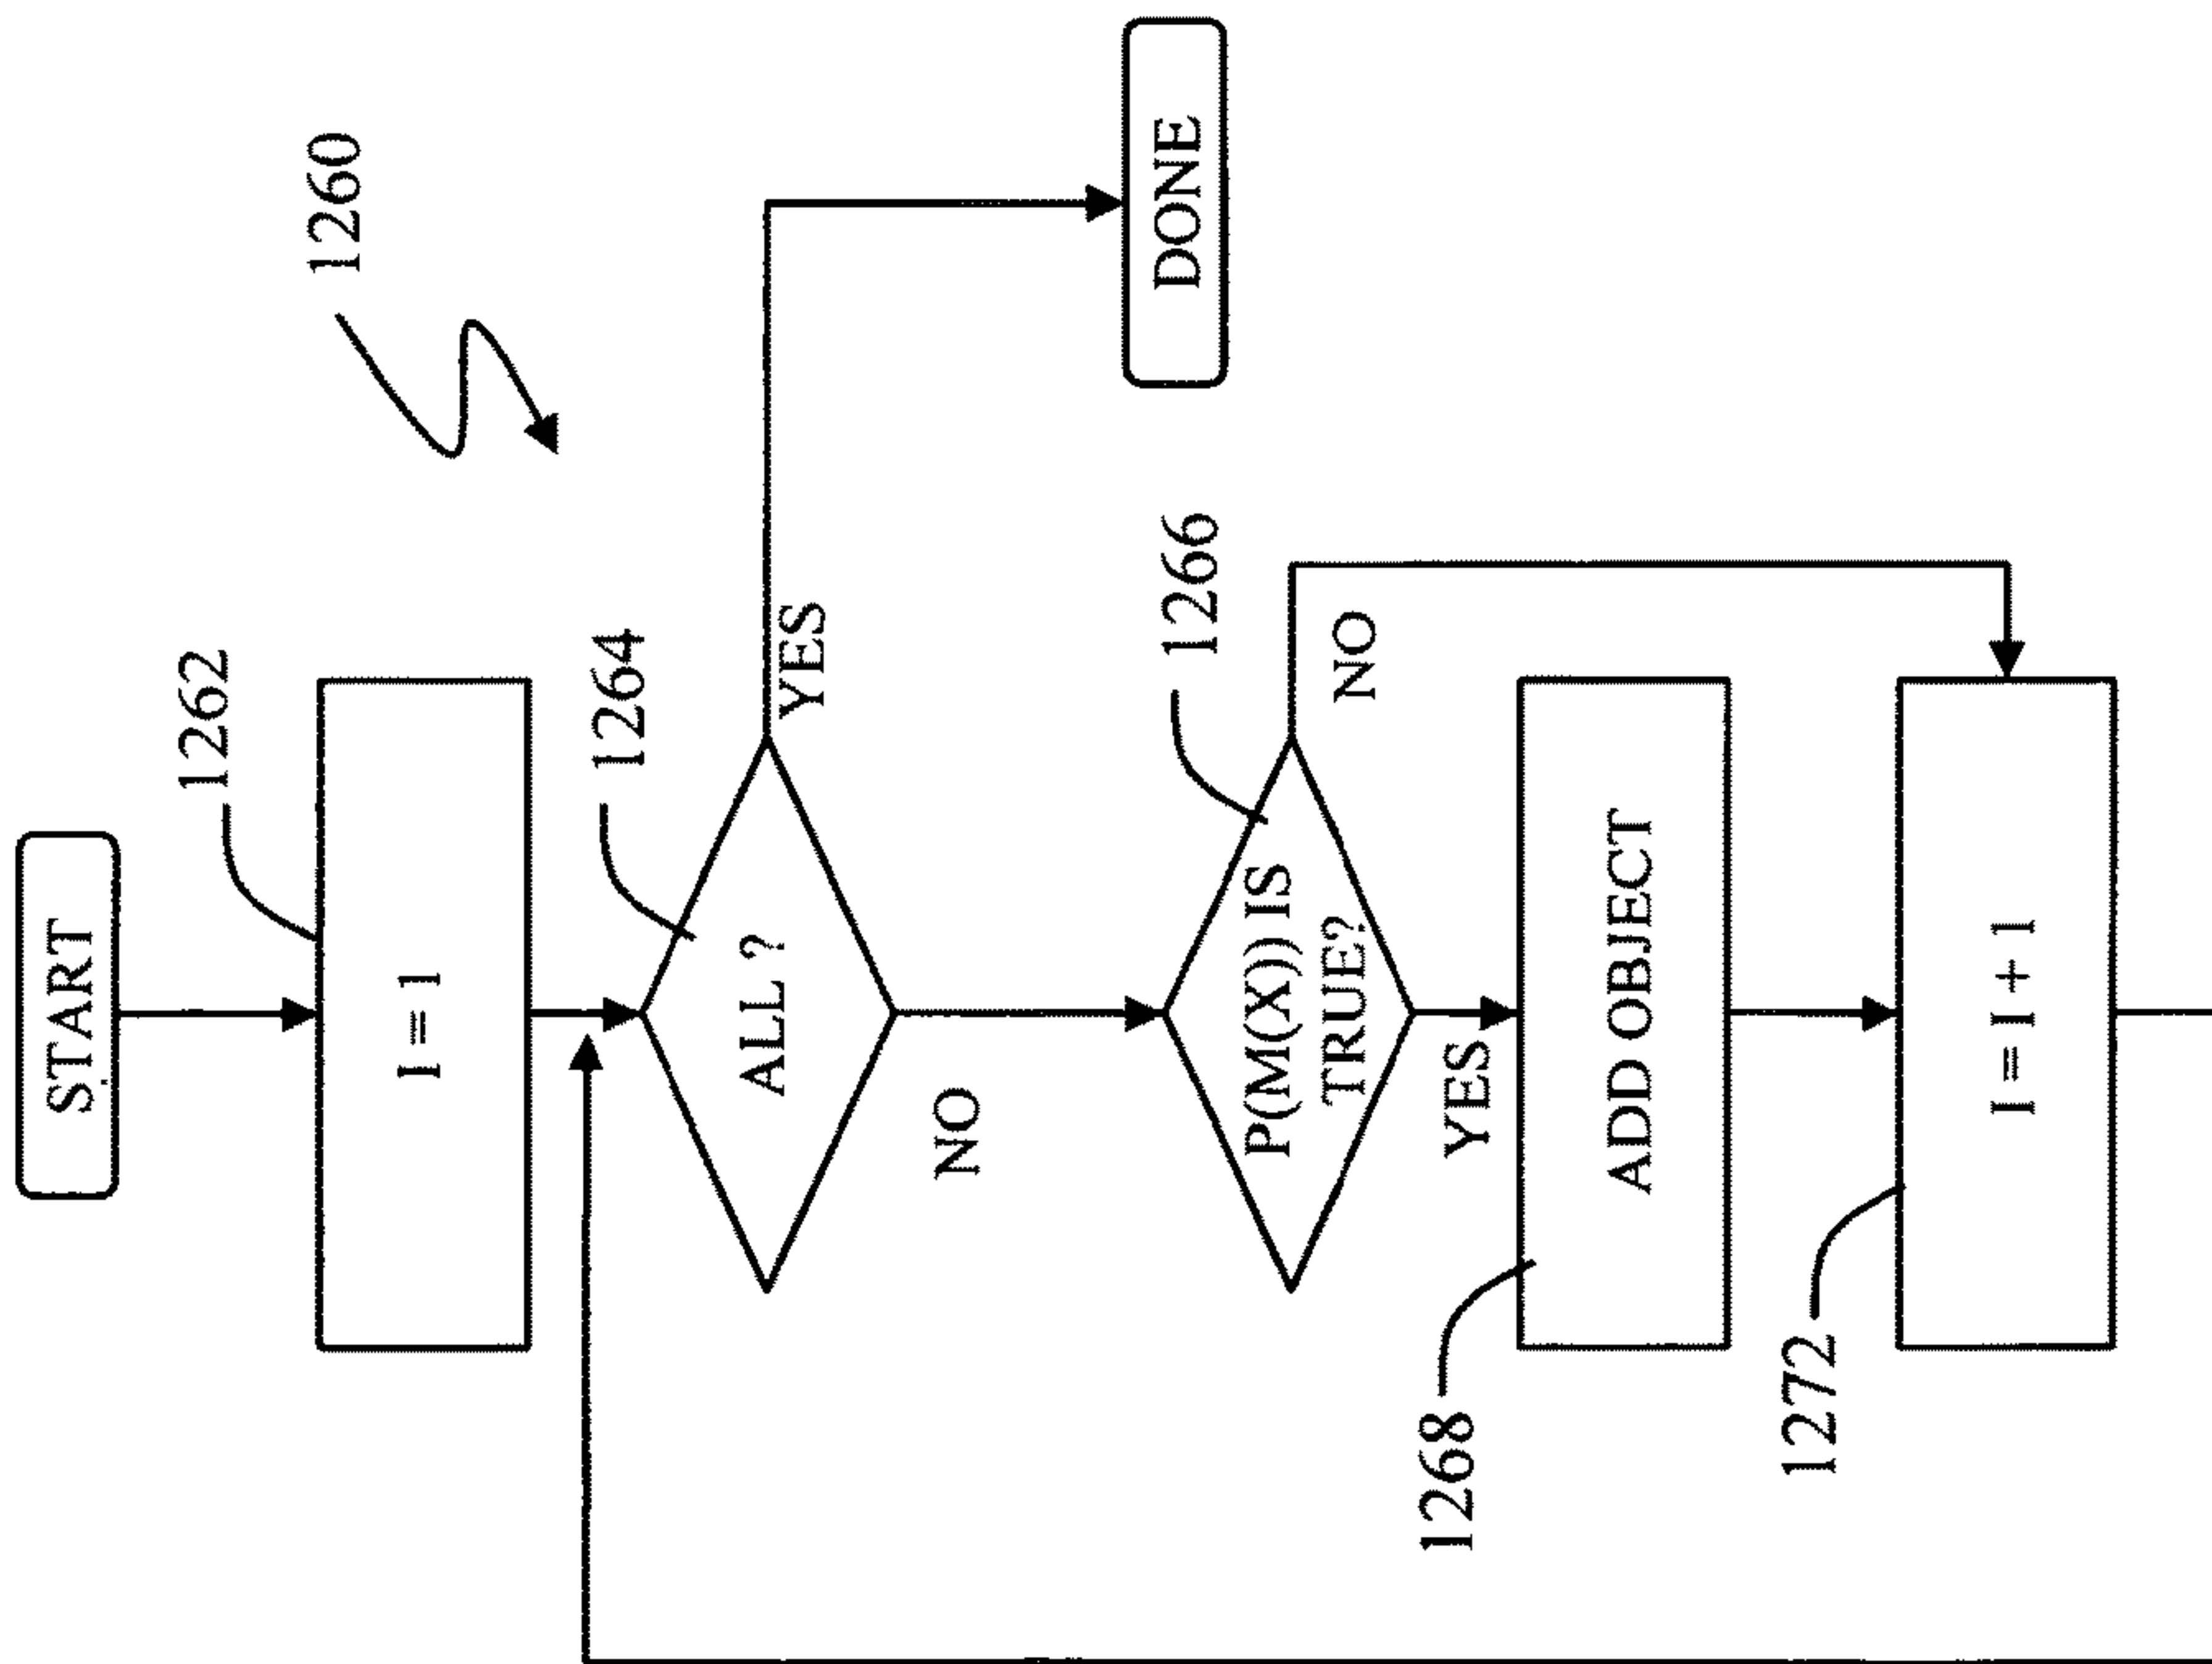 START
1262
I = 1
1260
1264
ALL ?
YES
NO
DONE
1266
P(M(X)) IS
TRUE?
NO
YES
1268
ADD OBJECT
1272
I = I + 1